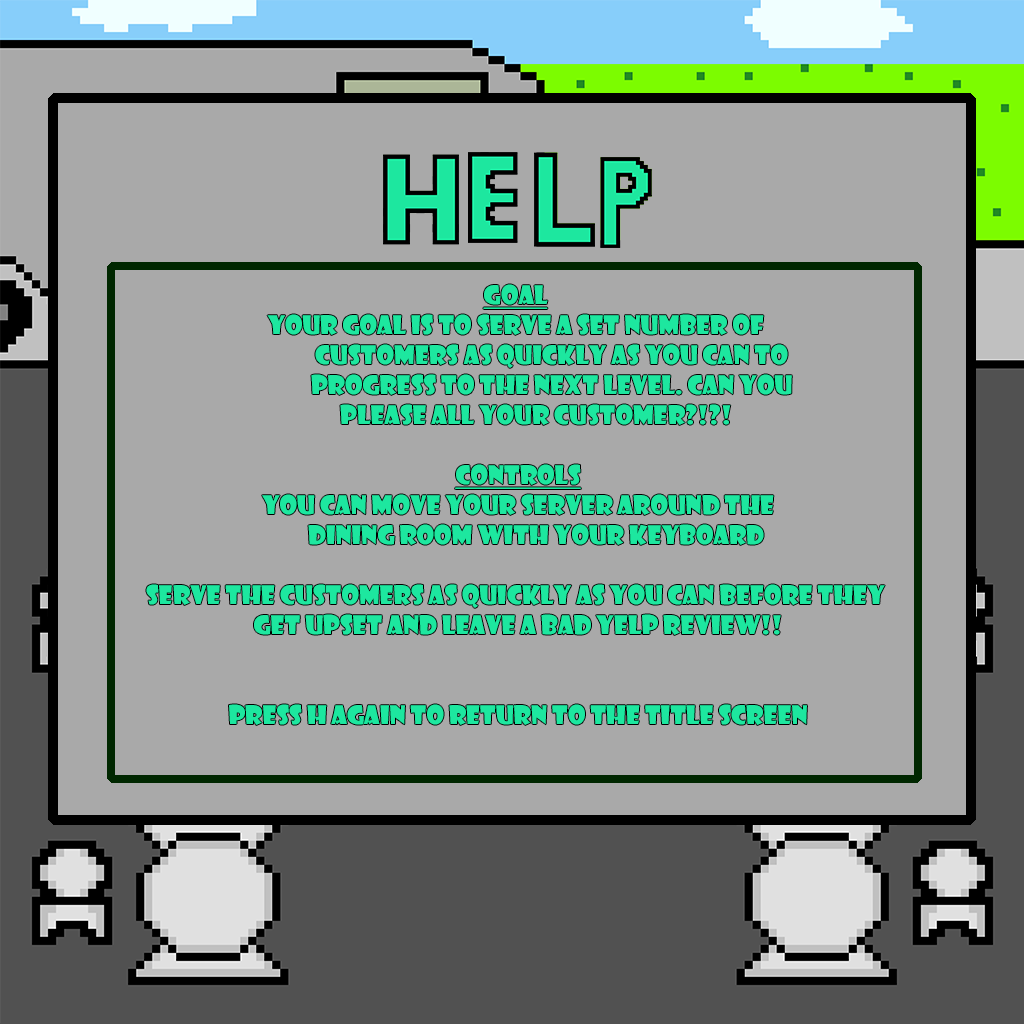 HELP
GOAL
YOUR GOAL IS TO SERVE A SET NUMBER OF
CUSTOMERS AS QUICKLY AS YOU CAN TO
PROGRESS TO THE NEXT LEVEL. CAN YOU
PLEASE ALL YOUR CUSTOMER?!?!
CONTROLS
YOU CAN MOVE YOUR SERVER AROUND THE
DINING ROOM WITH YOUR KEYBOARD
SERVE THE CUSTOMERS AS QUICKLY AS YOU CAN BEFORE THEY
GET UPSET AND LEAVE A BAD YELP REVIEW!!
PRESS H AGAIN TO RETURN TO THE TITLE SCREEN